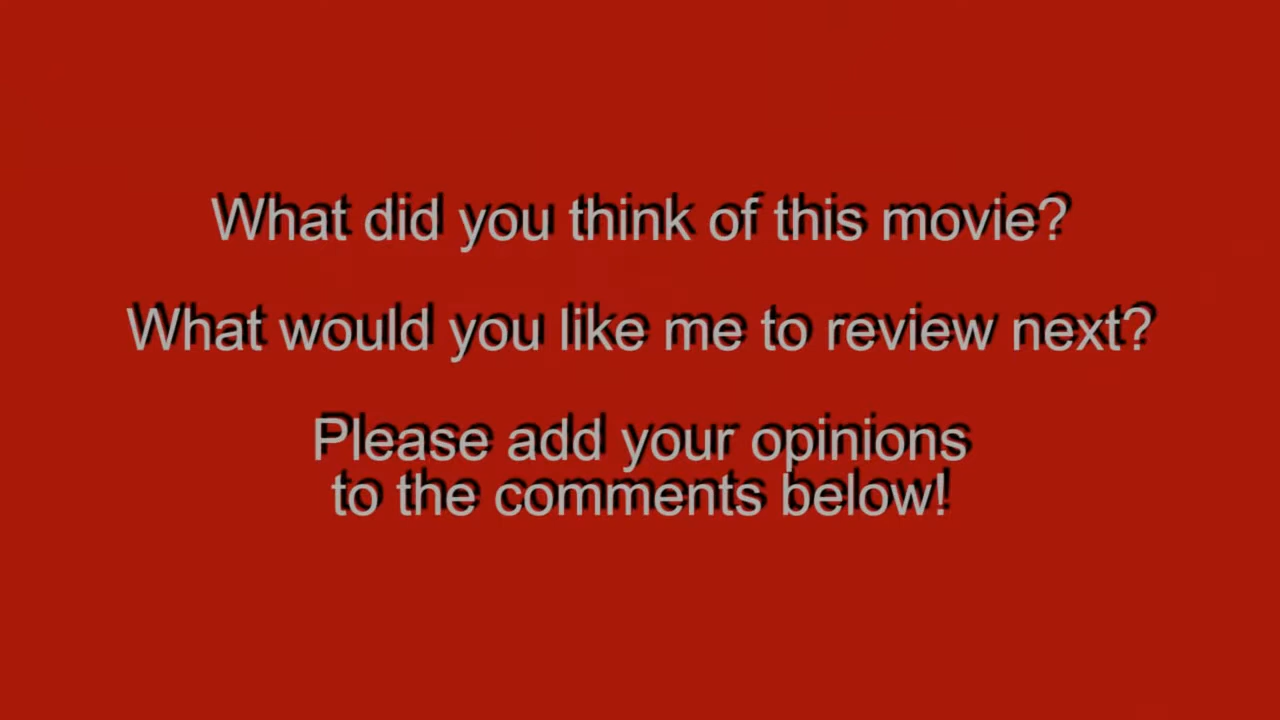 What did you think of this movie?
What would you like me to review next?
Please add your opinions
to the comments below!